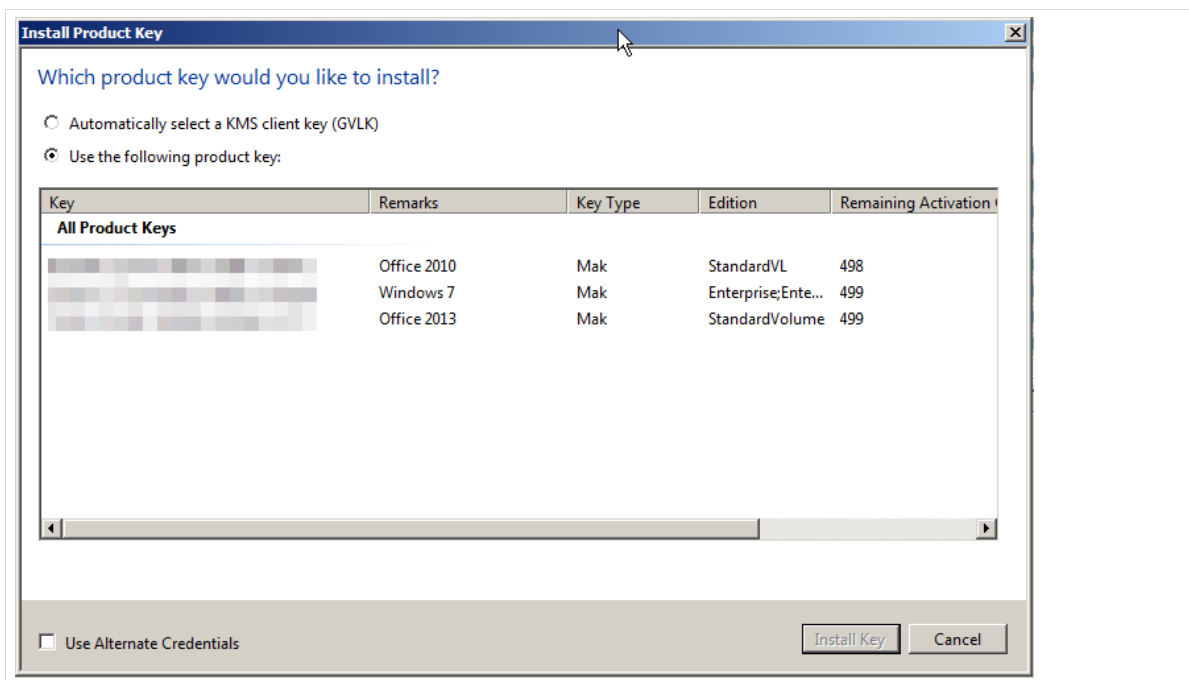 Install Product Key
Which product key would you like to install?
Automatically select a KMS client key (GVLK)
Use the following product key:
Key Remarks Key Type Edition Remaining Activation
All Product Keys
Office 2010 Mak StandardVL 498
Windows 7 Mak Enterprise;Ente... 499
Office 2013 Mak StandardVolume 499
Use Alternate Credentials Install Key Cancel